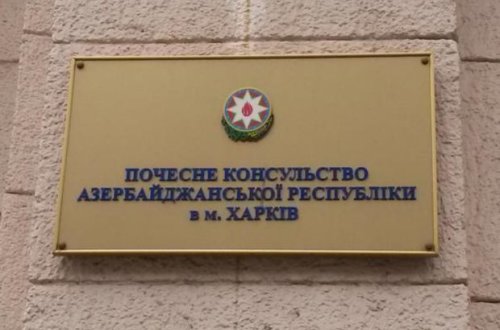 ПОЧЕСНЕ КОНСУЛЬСТВО
АЗЕРБАЙДЖАНСЬКОЇ РЕСПУБЛІКИ
в м. ХАРКІВ